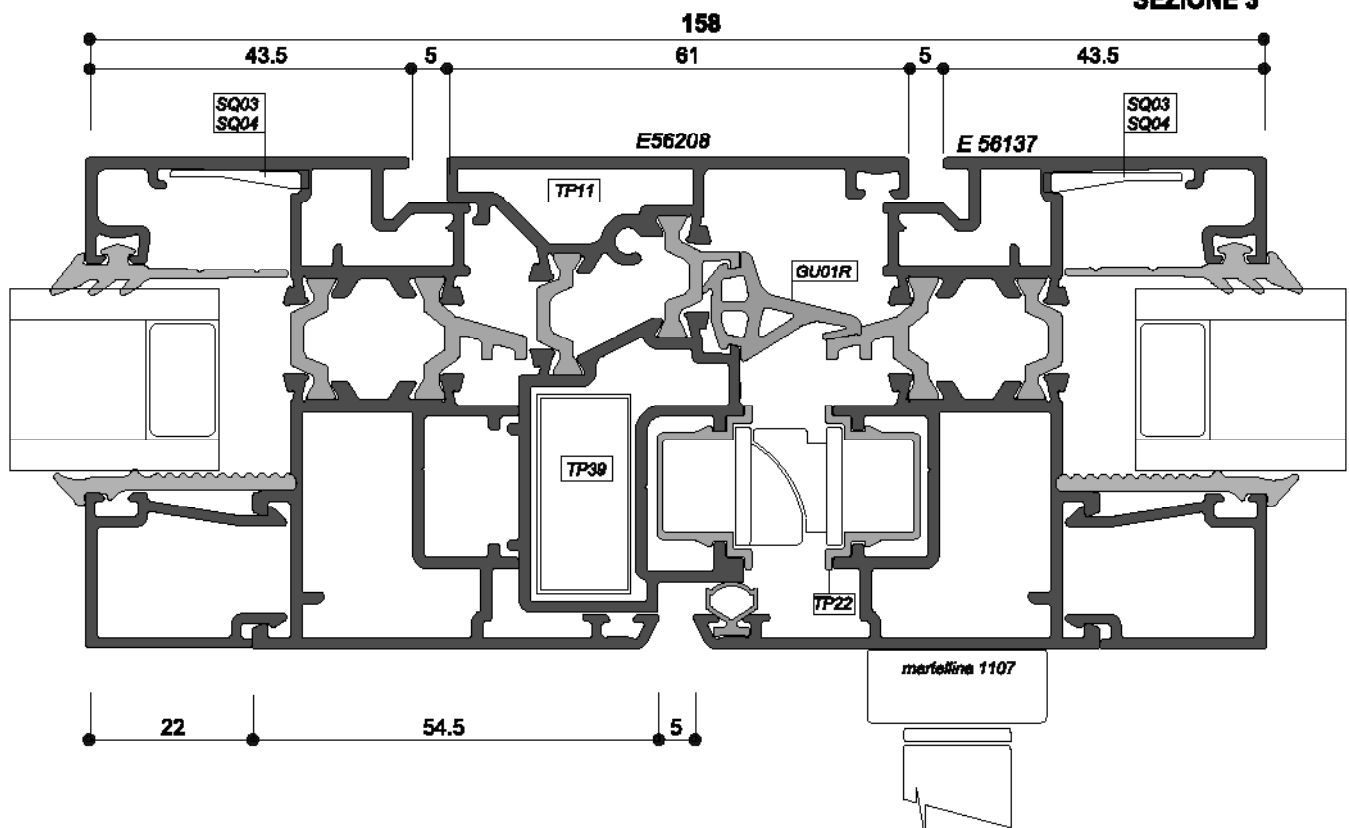 SEZIONE 3
158
43.5 5 61 5 43.5
SQ03
SQ04
SQ03
SQ04
E56208
E 56137
TP11
GU01R
TP39
TP22
martellina 1107
22 54.5 5